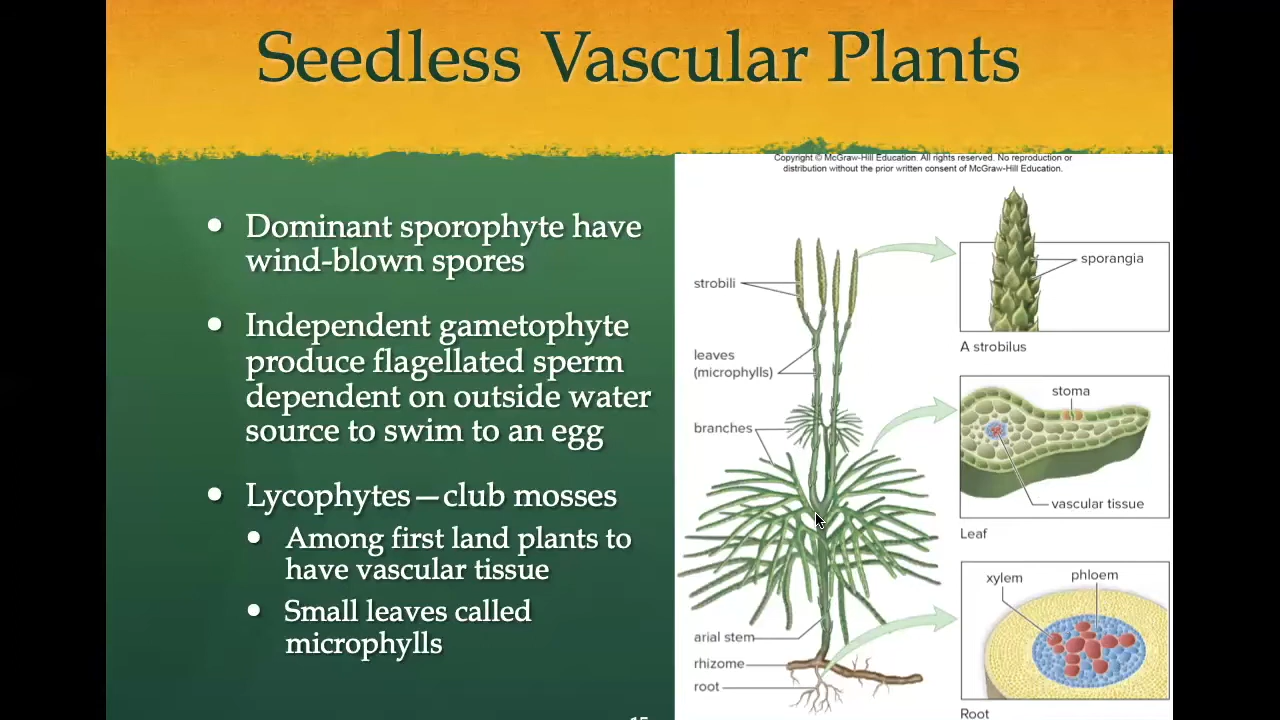 Seedless Vascular Plants
• Dominant sporophyte have
wind-blown spores
• Independent gametophyte
produce flagellated sperm
dependent on outside water
source to swim to an egg
• Lycophytes—club mosses
• Among first land plants to
have vascular tissue
• Small leaves called
microphylls
Copyright © McGraw-Hill Education. All rights reserved. No reproduction or
distribution without the prior written consent of McGraw-Hill Education.
strobili
leaves
(microphylls)
branches
arial stem
rhizome
root
sporangia
A strobilus
stoma
vascular tissue
Leaf
xylem
phloem
Root